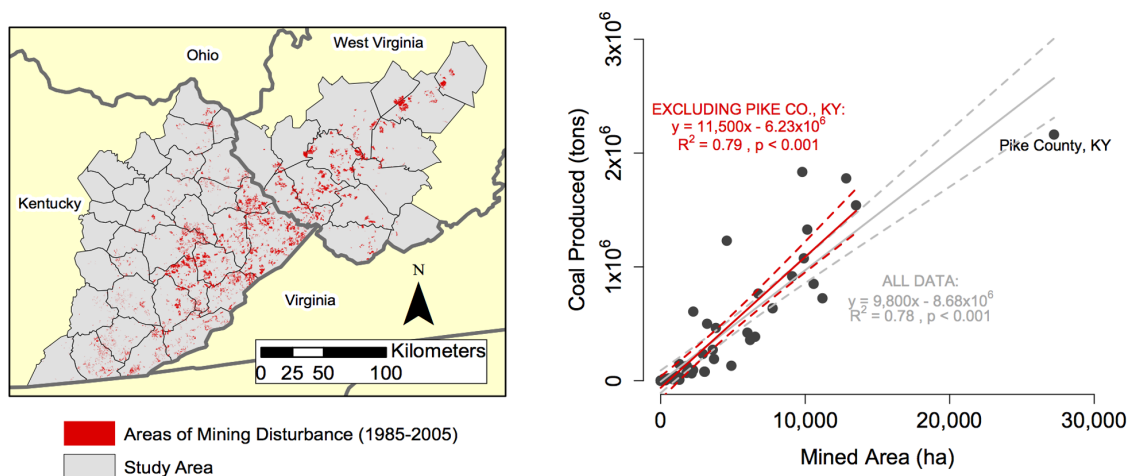 Ohio
West Virginia
Kentucky
Virginia
N
Kilometers
0 25 50 100
Areas of Mining Disturbance (1985-2005)
Study Area
Coal Produced (tons)
3x10⁶
2x10⁶
1x10⁶
0
EXCLUDING PIKE CO., KY:
y = 11,500x - 6.23x10⁶
R² = 0.79 , p < 0.001
Pike County, KY
ALL DATA:
y = 9,800x - 8.68x10⁶
R² = 0.78 , p < 0.001
0 10,000 20,000 30,000
Mined Area (ha)